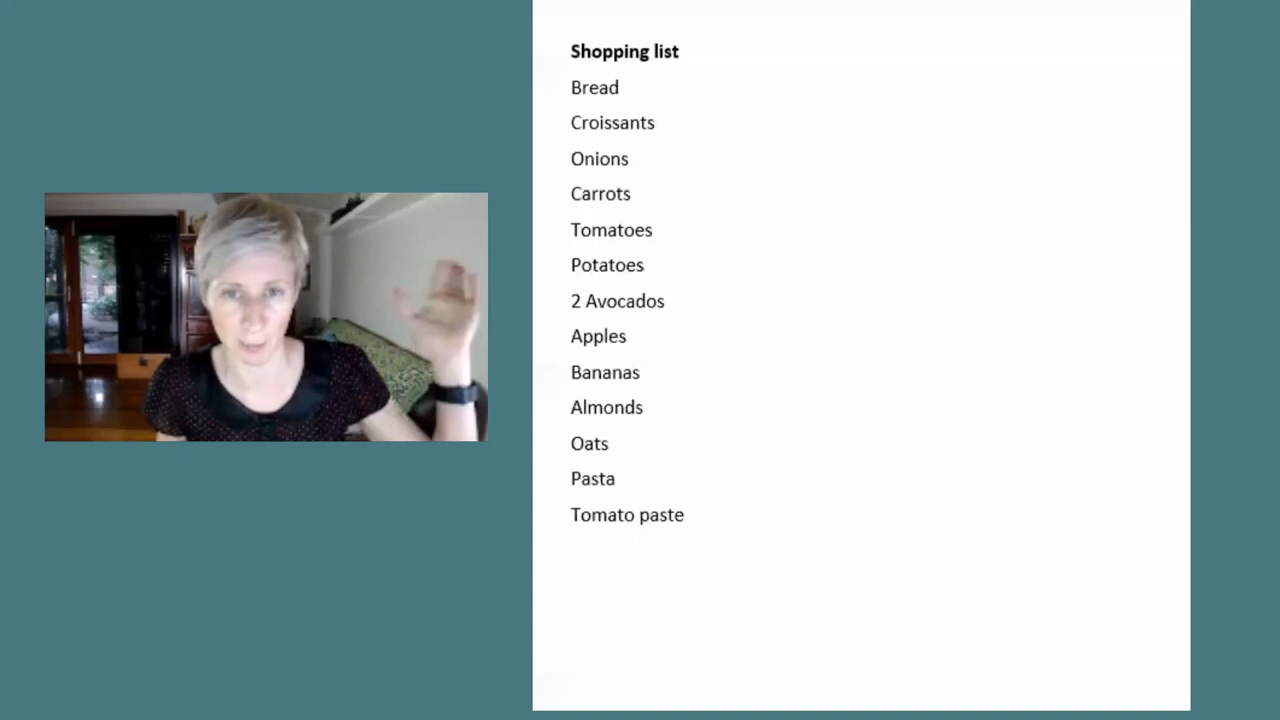 Shopping list
Bread
Croissants
Onions
Carrots
Tomatoes
Potatoes
2 Avocados
Apples
Bananas
Almonds
Oats
Pasta
Tomato paste